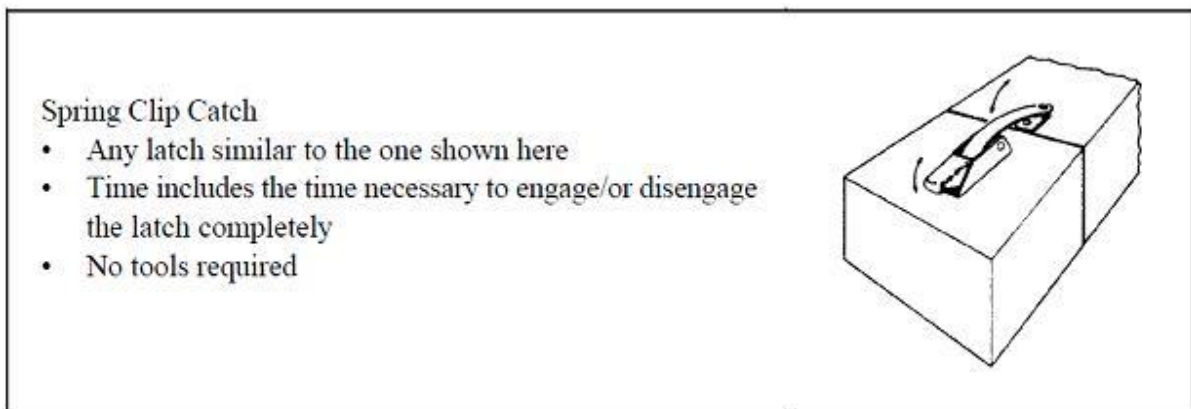 Spring Clip Catch
• Any latch similar to the one shown here
• Time includes the time necessary to engage/or disengage
the latch completely
• No tools required